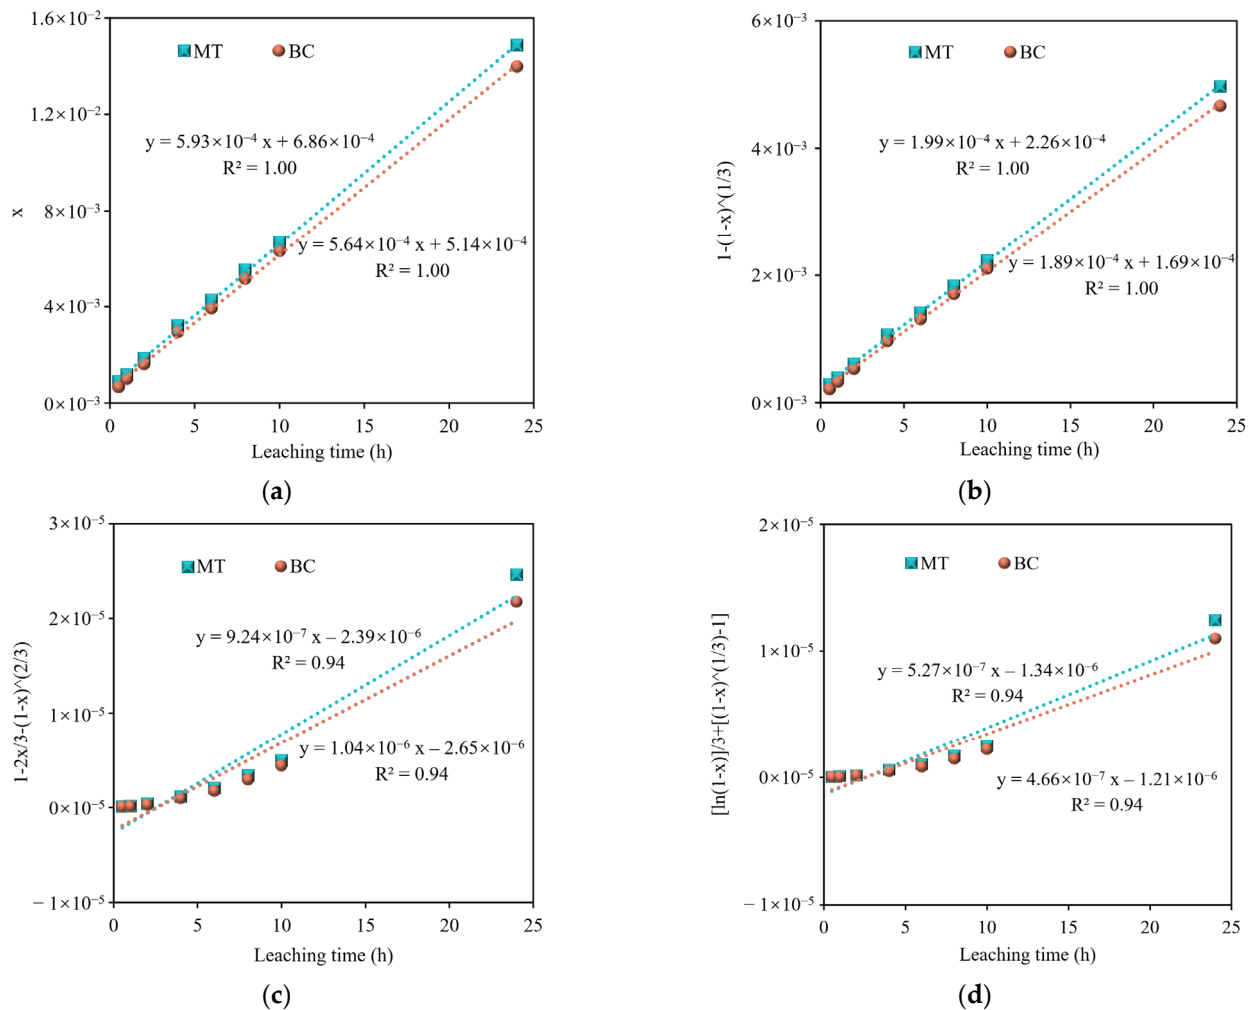 1.6×10⁻²
1.2×10⁻²
8×10⁻³
4×10⁻³
0×10⁻³
x
MT BC
y = 5.93×10⁻⁴ x + 6.86×10⁻⁴
R² = 1.00
y = 5.64×10⁻⁴ x + 5.14×10⁻⁴
R² = 1.00
0 5 10 15 20 25
Leaching time (h)
(a)
6×10⁻³
4×10⁻³
2×10⁻³
0×10⁻³
1-(1-x)^(1/3)
MT BC
y = 1.99×10⁻⁴ x + 2.26×10⁻⁴
R² = 1.00
y = 1.89×10⁻⁴ x + 1.69×10⁻⁴
R² = 1.00
0 5 10 15 20 25
Leaching time (h)
(b)
3×10⁻⁵
2×10⁻⁵
1×10⁻⁵
0×10⁻⁵
− 1×10⁻⁵
1-2x/3-(1-x)^(2/3)
MT BC
y = 9.24×10⁻⁷ x – 2.39×10⁻⁶
R² = 0.94
y = 1.04×10⁻⁶ x – 2.65×10⁻⁶
R² = 0.94
0 5 10 15 20 25
Leaching time (h)
(c)
2×10⁻⁵
1×10⁻⁵
0×10⁻⁵
− 1×10⁻⁵
[ln(1-x)]/3+[(1-x)^(1/3)-1]
MT BC
y = 5.27×10⁻⁷ x – 1.34×10⁻⁶
R² = 0.94
y = 4.66×10⁻⁷ x – 1.21×10⁻⁶
R² = 0.94
0 5 10 15 20 25
Leaching time (h)
(d)